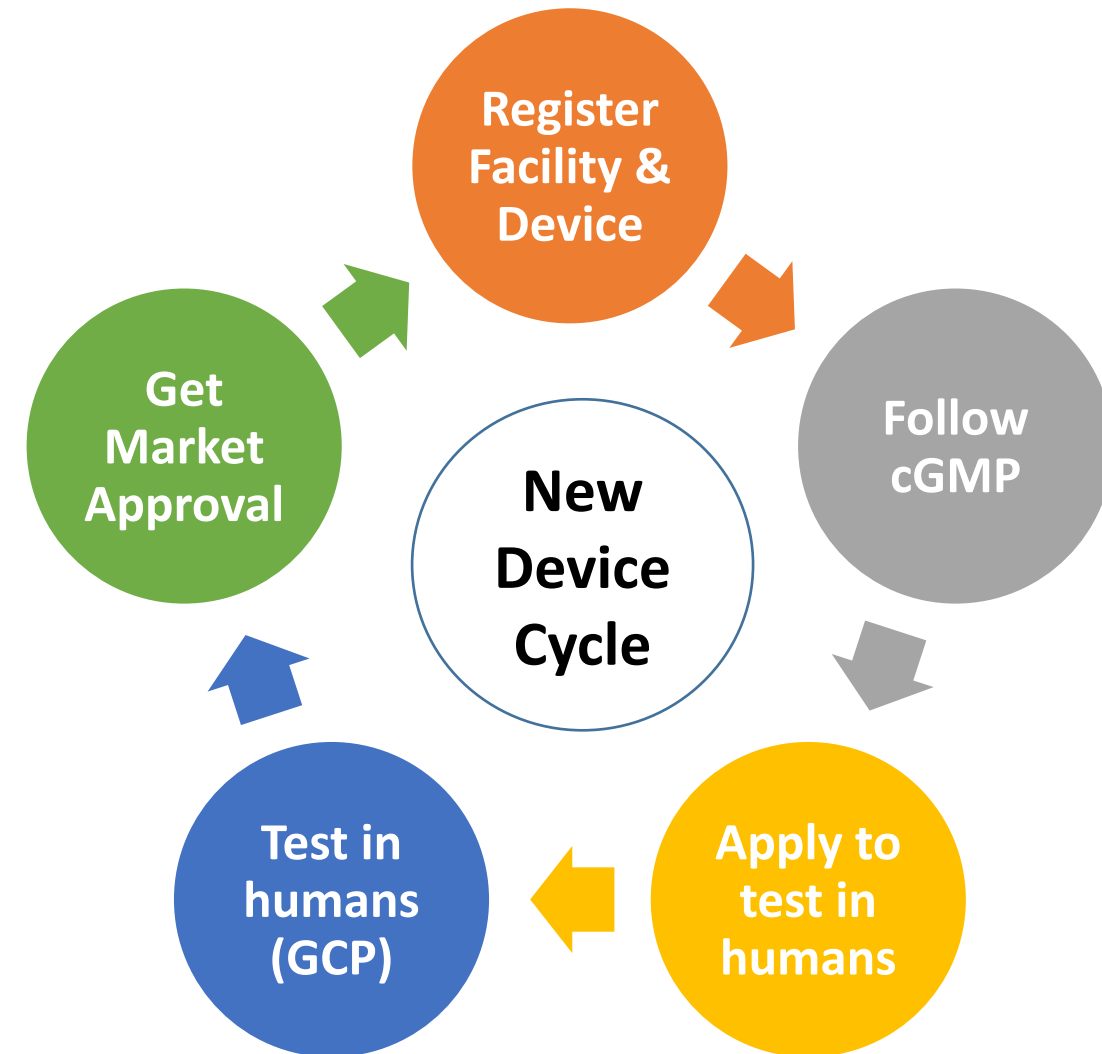 Register
Facility &
Device
Follow
cGMP
Apply to
test in
humans
Test in
humans
(GCP)
Get
Market
Approval
New
Device
Cycle